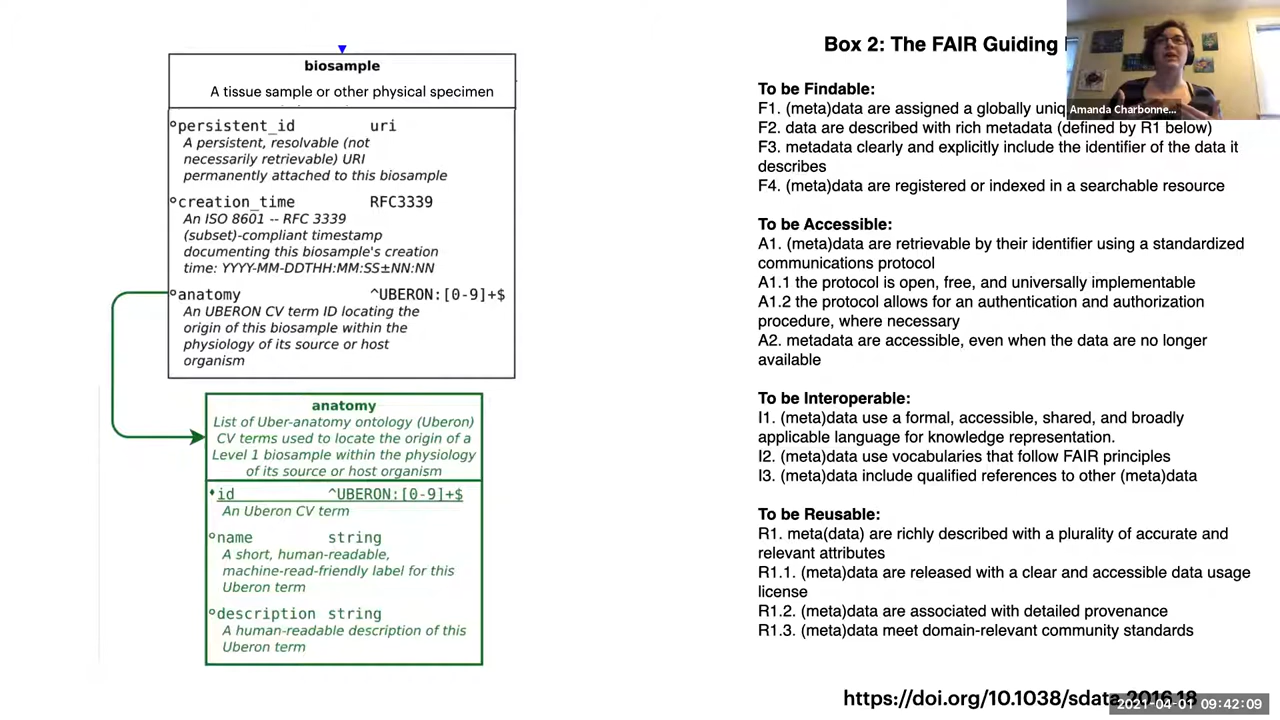 biosample
A tissue sample or other physical specimen
persistent_id uri
A persistent, resolvable (not
necessarily retrievable) URI
permanently attached to this biosample
creation_time RFC3339
An ISO 8601 -- RFC 3339
(subset)-compliant timestamp
documenting this biosample's creation
time: YYYY-MM-DDTHH:MM:SS±NN:NN
anatomy ^UBERON:[0-9]+$
An UBERON CV term ID locating the
origin of this biosample within the
physiology of its source or host
organism
anatomy
List of Uber-anatomy ontology (Uberon)
CV terms used to locate the origin of a
Level 1 biosample within the physiology
of its source or host organism
id ^UBERON:[0-9]+$
An Uberon CV term
name string
A short, human-readable,
machine-read-friendly label for this
Uberon term
description string
A human-readable description of this
Uberon term
Box 2: The FAIR Guiding
To be Findable:
F1. (meta)data are assigned a globally
F2. data are described with rich metadata (defined by R1 below)
F3. metadata clearly and explicitly include the identifier of the data it
describes
F4. (meta)data are registered or indexed in a searchable resource
To be Accessible:
A1. (meta)data are retrievable by their identifier using a standardized
communications protocol
A1.1 the protocol is open, free, and universally implementable
A1.2 the protocol allows for an authentication and authorization
procedure, where necessary
A2. metadata are accessible, even when the data are no longer
available
To be Interoperable:
I1. (meta)data use a formal, accessible, shared, and broadly
applicable language for knowledge representation.
I2. (meta)data use vocabularies that follow FAIR principles
I3. (meta)data include qualified references to other (meta)data
To be Reusable:
R1. meta(data) are richly described with a plurality of accurate and
relevant attributes
R1.1. (meta)data are released with a clear and accessible data usage
license
R1.2. (meta)data are associated with detailed provenance
R1.3. (meta)data meet domain-relevant community standards
https://doi.org/10.1038/sdata.2016.18
Amanda Charbonne...
2021-04-01 09:42:09